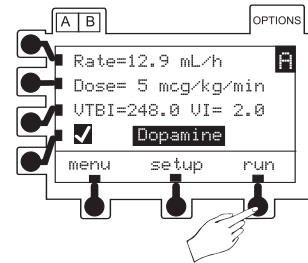 A B OPTIONS
Rate=12.9 mL/h A
Dose= 5 mcg/kg/min
VTBI=248.0 VI= 2.0
Dopamine
menu setup run